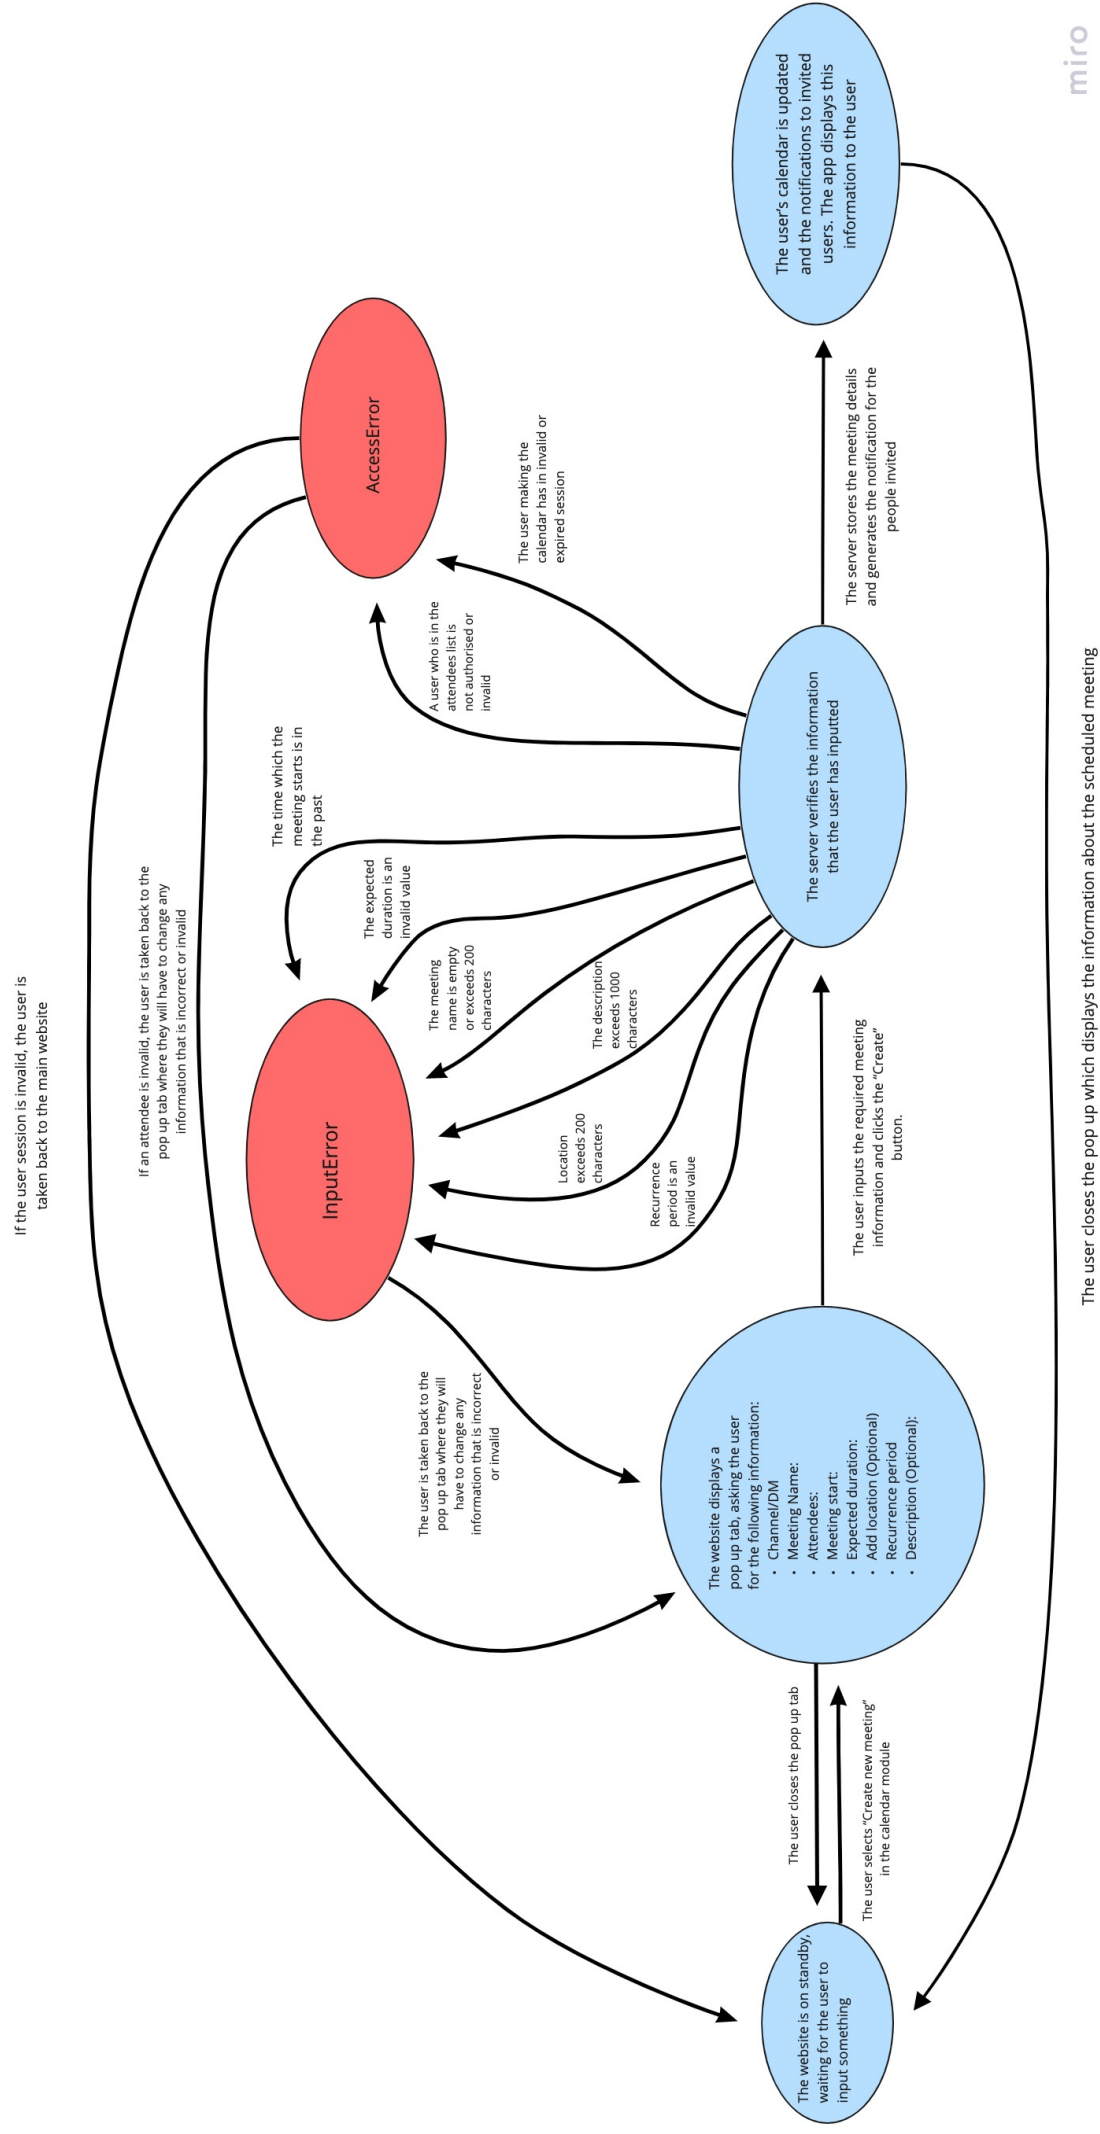 If the user session is invalid, the user is
taken back to the main website
If an attendee is invalid, the user is taken back to the
pop up tab where they will have to change any
information that is incorrect or invalid
The time which the
meeting starts is in
the past
AccessError
InputError
The expected
duration is an
invalid value
The meeting
name is empty
or exceeds 200
characters
A user who is in the
attendees list is
not authorised or
invalid
The user making the
calendar has in invalid or
expired session
The user is taken back to the
pop up tab where they will
have to change any
information that is incorrect
or invalid
Location
exceeds 200
characters
The description
exceeds 1000
characters
Recurrence
period is an
invalid value
The website is on standby,
waiting for the user to
input something
The user closes the pop up tab
The user selects “Create new meeting”
in the calendar module
The website displays a
pop up tab, asking the user
for the following information:
• Channel/DM
• Meeting Name:
• Attendees:
• Meeting start:
• Expected duration:
• Add location (Optional)
• Recurrence period
• Description (Optional):
The user inputs the required meeting
information and clicks the “Create”
button.
The server verifies the information
that the user has inputted
The server stores the meeting details
and generates the notification for the
people invited
The user’s calendar is updated
and the notifications to invited
users. The app displays this
information to the user
The user closes the pop up which displays the information about the scheduled meeting
miro